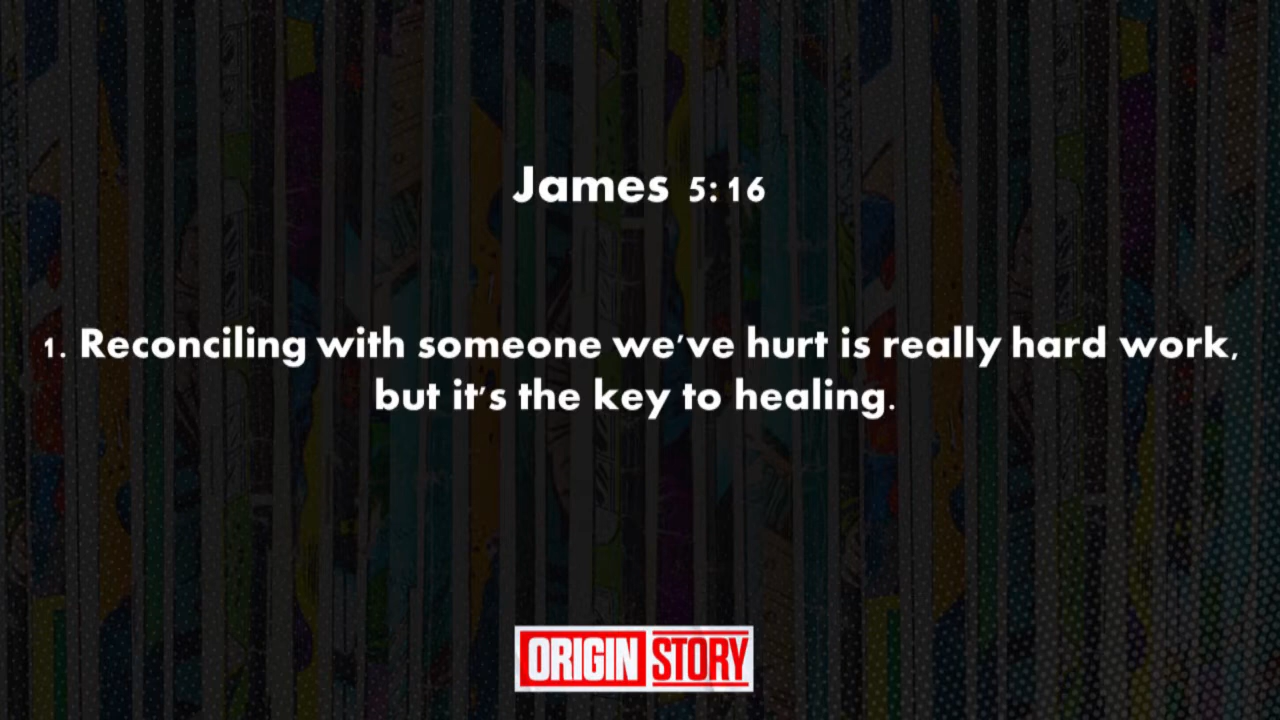 James 5:16
1. Reconciling with someone we've hurt is really hard work,
but it's the key to healing.
ORIGIN STORY